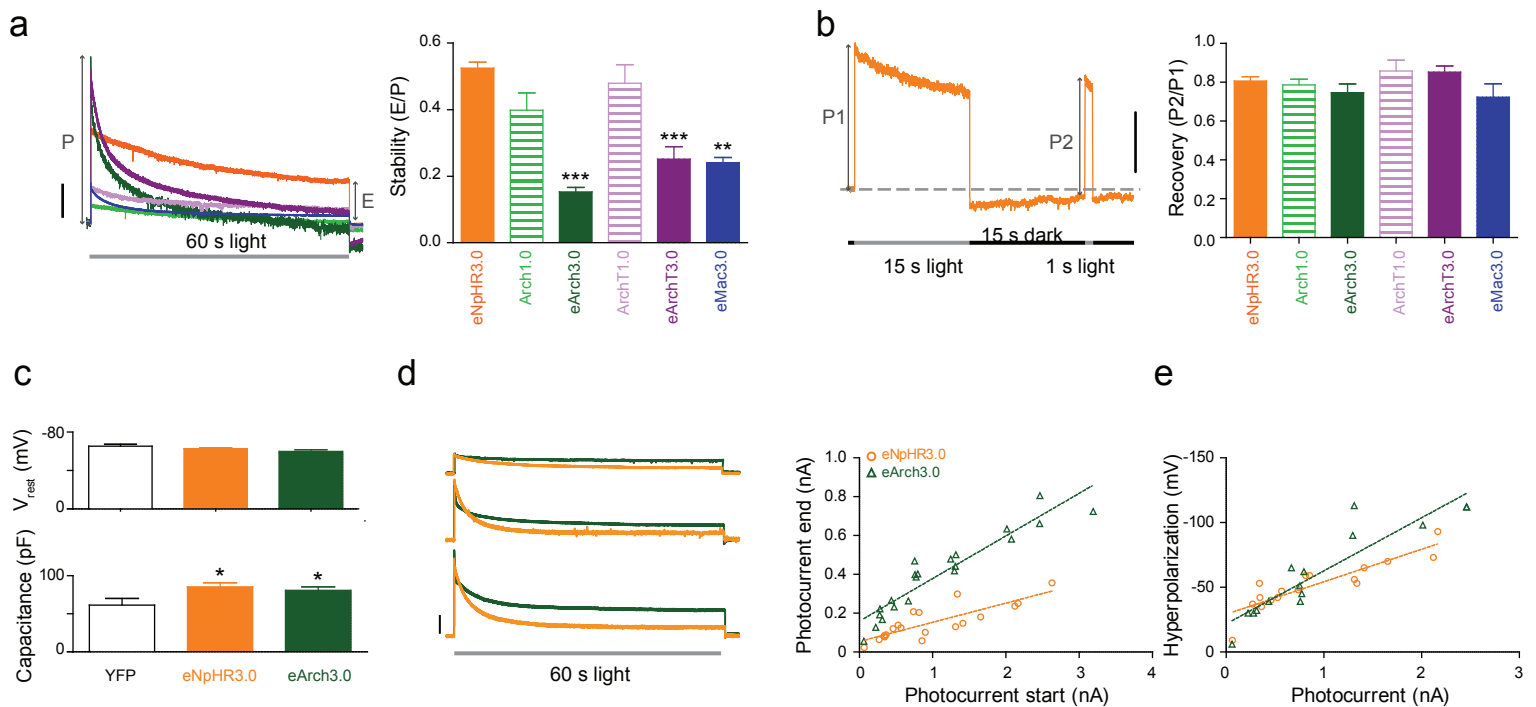 a
P
E
60 s light
Stability (E/P)
0.6
0.4
0.2
0.0
***
***
**
eNpHR3.0
Arch1.0
eArch3.0
ArchT1.0
eArchT3.0
eMac3.0
b
P1
P2
15 s dark
15 s light
1 s light
Recovery (P2/P1)
1.0
0.8
0.6
0.4
0.2
0.0
eNpHR3.0
Arch1.0
eArch3.0
ArchT1.0
eArchT3.0
eMac3.0
c
Vrest (mV)
-80
0
Capacitance (pF)
100
0
*
*
YFP
eNpHR3.0
eArch3.0
d
60 s light
Photocurrent end (nA)
1.0
0.8
0.6
0.4
0.2
0.0
eNpHR3.0
eArch3.0
0
1
2
3
4
Photocurrent start (nA)
e
Hyperpolarization (mV)
-150
-100
-50
0
0
1
2
3
Photocurrent (nA)